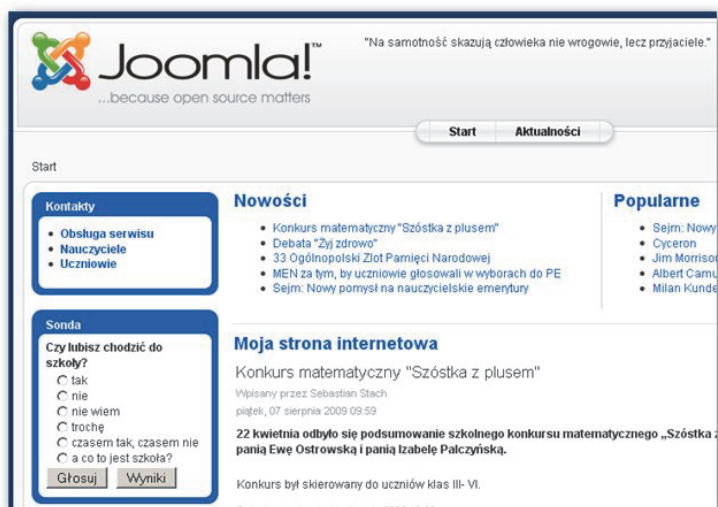 Joomla!™
...because open source matters
"Na samotność skazują człowieka nie wrogowie, lecz przyjaciele."
Start Aktualności
Start
Kontakty
Obsługa serwisu
Nauczyciele
Uczniowie
Sonda
Czy lubisz chodzić do
szkoły?
tak
nie
nie wiem
trochę
czasem tak, czasem nie
a co to jest szkoła?
Głosuj Wyniki
Nowości
Konkurs matematyczny "Szóstka z plusem"
Debata "Żyj zdrowo"
33 Ogólnopolski Zlot Pamięci Narodowej
MEN za tym, by uczniowie głosowali w wyborach do PE
Sejm: Nowy pomysł na nauczycielskie emerytury
Popularne
Sejm: Nowy
Cyceron
Jim Morriso
Albert Camu
Milan Kunde
Moja strona internetowa
Konkurs matematyczny "Szóstka z plusem"
Wpisany przez Sebastian Stach
piątek, 07 sierpnia 2009 09:59
22 kwietnia odbyło się podsumowanie szkolnego konkursu matematycznego „Szóstka z
panią Ewę Ostrowską i panią Izabelę Palczyńską.
Konkurs był skierowany do uczniów klas III- VI.